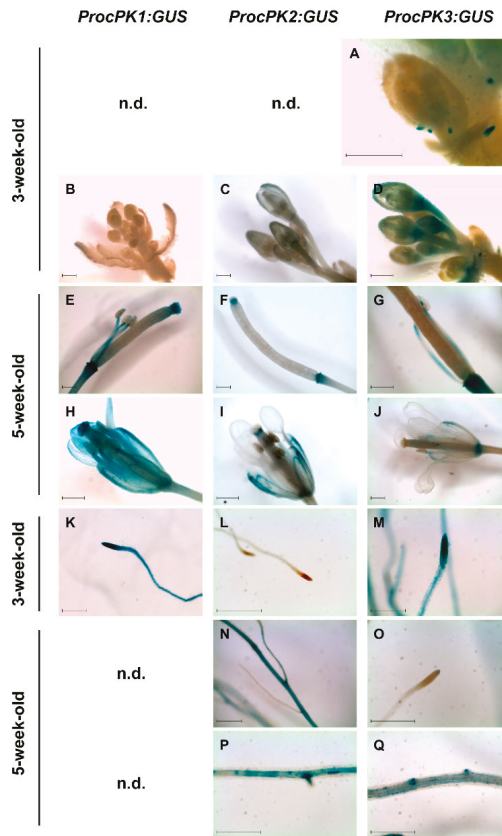 ProcPK1:GUS ProcPK2:GUS ProcPK3:GUS
3-week-old
n.d. n.d. A
B C D
5-week-old
E F G
H I J
*
3-week-old
K L M
5-week-old
n.d. N O
n.d. P Q